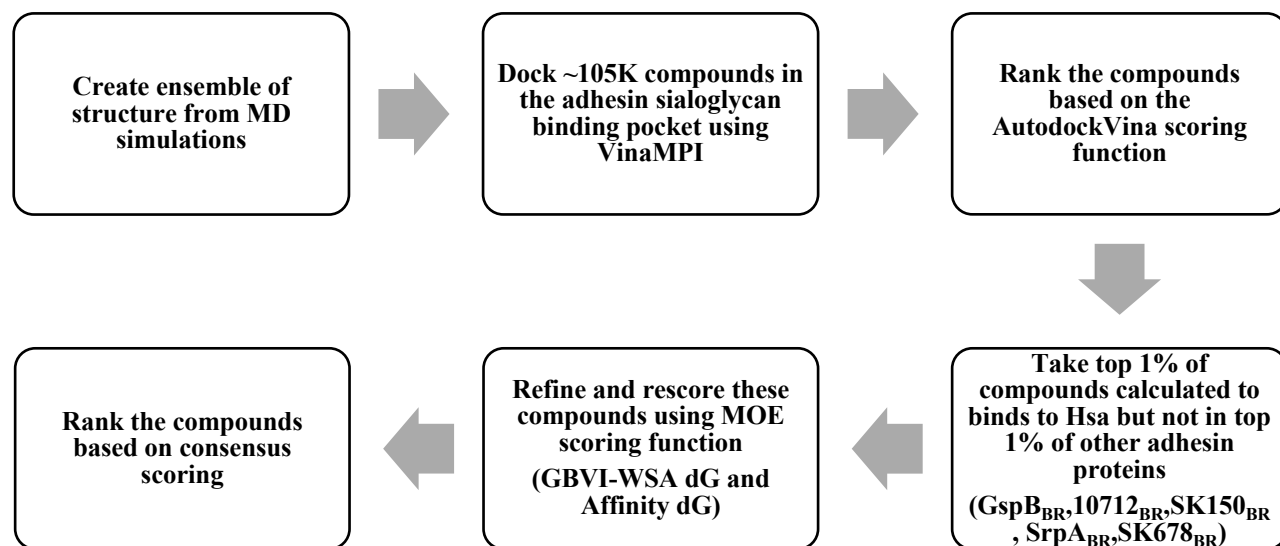 Create ensemble of
structure from MD
simulations
Dock ~105K compounds in
the adhesin sialoglycan
binding pocket using
VinaMPI
Rank the compounds
based on the
AutodockVina scoring
function
Take top 1% of
compounds calculated to
binds to Hsa but not in top
1% of other adhesin
proteins
(GspBBR,10712BR,SK150BR
, SrpABR,SK678BR)
Refine and rescore these
compounds using MOE
scoring function
(GBVI-WSA dG and
Affinity dG)
Rank the compounds
based on consensus
scoring